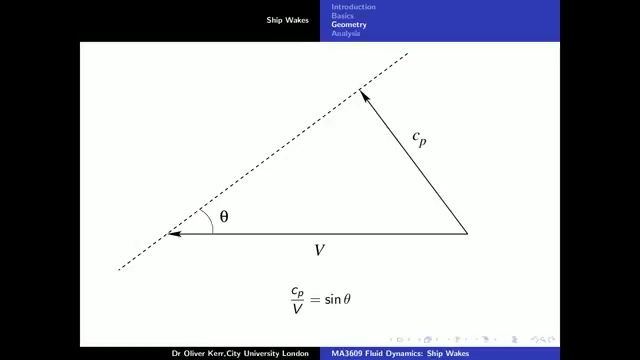 Ship Wakes
Introduction
Basics
Geometry
Analysis
c_p
θ
V
c_p / V = sin θ
Dr Oliver Kerr,City University London
MA3609 Fluid Dynamics: Ship Wakes